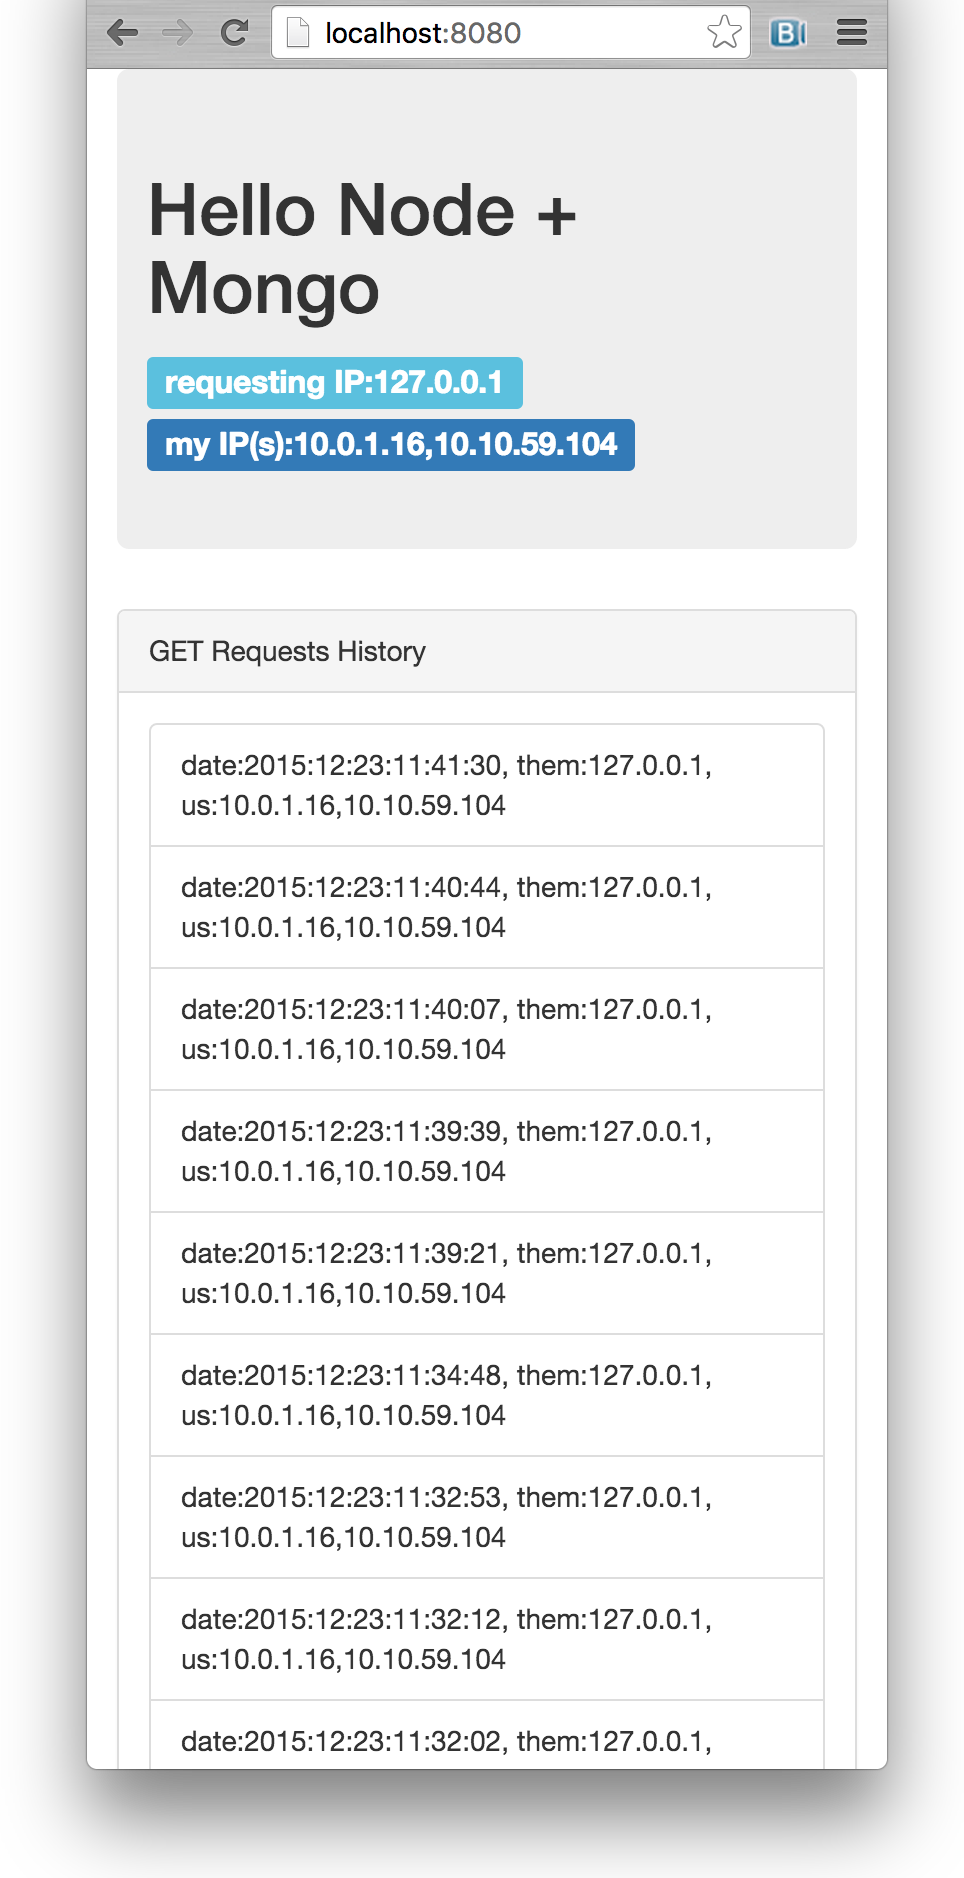 localhost:8080
Hello Node +
Mongo
requesting IP:127.0.0.1
my IP(s):10.0.1.16,10.10.59.104
GET Requests History
date:2015:12:23:11:41:30, them:127.0.0.1,
us:10.0.1.16,10.10.59.104
date:2015:12:23:11:40:44, them:127.0.0.1,
us:10.0.1.16,10.10.59.104
date:2015:12:23:11:40:07, them:127.0.0.1,
us:10.0.1.16,10.10.59.104
date:2015:12:23:11:39:39, them:127.0.0.1,
us:10.0.1.16,10.10.59.104
date:2015:12:23:11:39:21, them:127.0.0.1,
us:10.0.1.16,10.10.59.104
date:2015:12:23:11:34:48, them:127.0.0.1,
us:10.0.1.16,10.10.59.104
date:2015:12:23:11:32:53, them:127.0.0.1,
us:10.0.1.16,10.10.59.104
date:2015:12:23:11:32:12, them:127.0.0.1,
us:10.0.1.16,10.10.59.104
date:2015:12:23:11:32:02, them:127.0.0.1,